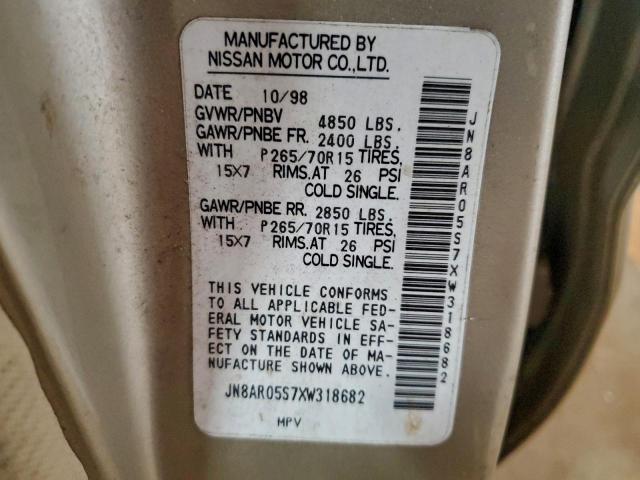 MANUFACTURED BY
NISSAN MOTOR CO.,LTD.
DATE 10/98
GVWR/PNBV 4850 LBS.
GAWR/PNBE FR. 2400 LBS.
WITH P265/70R15 TIRES,
15X7 RIMS.AT 26 PSI
COLD SINGLE.
GAWR/PNBE RR. 2850 LBS.
WITH P265/70R15 TIRES,
15X7 RIMS.AT 26 PSI
COLD SINGLE.
THIS VEHICLE CONFORMS
TO ALL APPLICABLE FED-
ERAL MOTOR VEHICLE SA-
FETY STANDARDS IN EFF-
ECT ON THE DATE OF MA-
NUFACTURE SHOWN ABOVE.
JN8AR05S7XW318682
MPV
JN8AR05S7XW318682